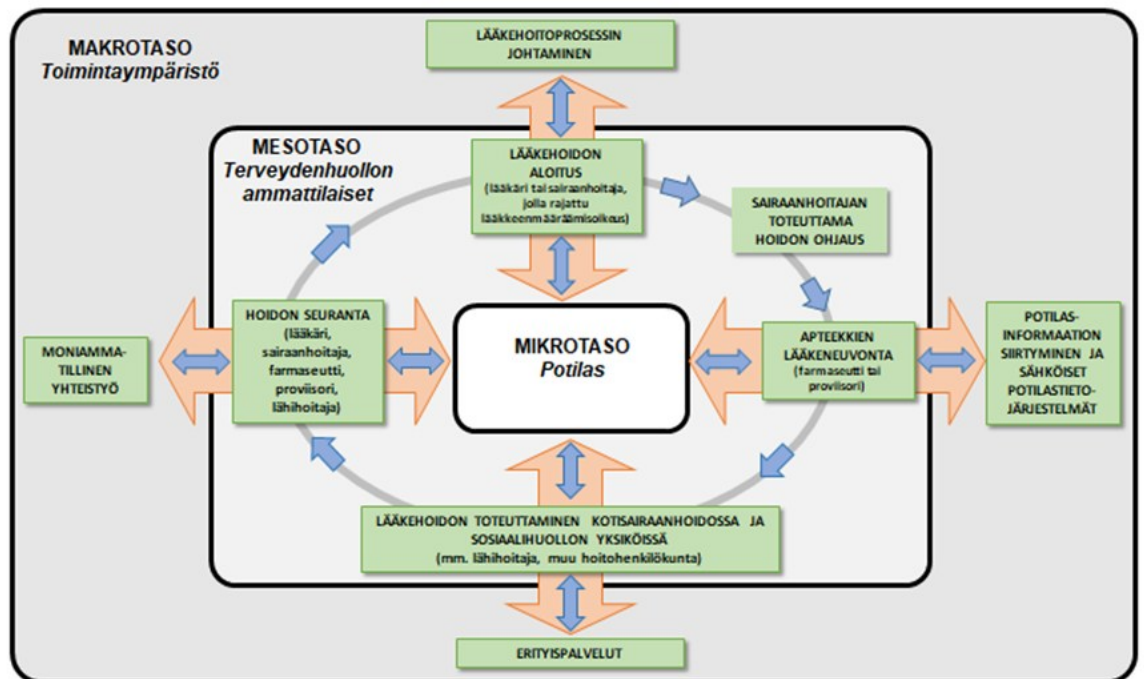 MAKROTASO
Toimintaympäristö
LÄÄKEHOITOPROSESSIN
JOHTAMINEN
MESOTASO
Terveydenhuollon
ammattilaiset
LÄÄKEHOIDON
ALOITUS
(lääkäri tai sairaanhoitaja,
jolla rajattu
lääkkeenmääräämisoikeus)
SAIRAANHOITAJAN
TOTEUTTAMA
HOIDON OHJAUS
MONIAMMA-
TILLINEN
YHTEISTYÖ
HOIDON SEURANTA
(lääkäri,
sairaanhoitaja,
farmaseutti,
proviisori,
lähihoitaja)
MIKROTASO
Potilas
APTEEKKIEN
LÄÄKENEUVONTA
(farmaseutti tai
proviisori)
POTILAS-
INFORMAATION
SIIRTYMINEN JA
SÄHKÖISET
POTILASTIETO-
JÄRJESTELMÄT
LÄÄKEHOIDON TOTEUTTAMINEN KOTISAIRAANHOIDOSSA JA
SOSIAALIHUOLLON YKSIKÖISSÄ
(mm. lähihoitaja, muu hoitohenkilökunta)
ERITYISPALVELUT